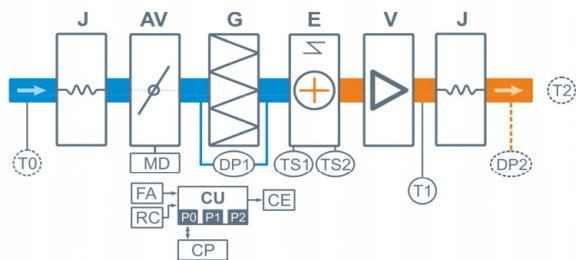 J AV G E V J
T2
T0 MD DP1 TS1 TS2 DP2
T1
FA CU CE
RC P0 P1 P2
CP